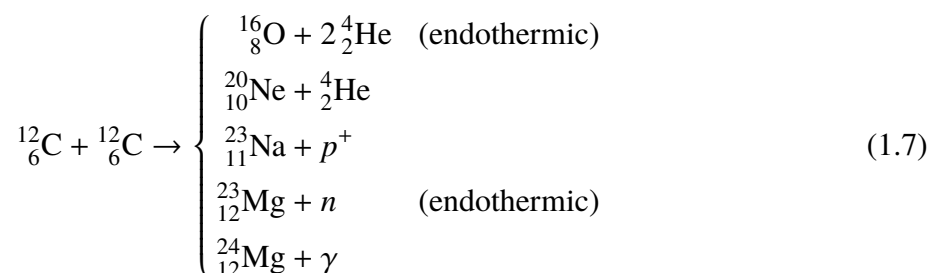 ¹⁶₈O + 2 ⁴₂He (endothermic)
²⁰₁₀Ne + ⁴₂He
¹²₆C + ¹²₆C → { ²³₁₁Na + p⁺ (1.7)
²³₁₂Mg + n (endothermic)
²⁴₁₂Mg + γ